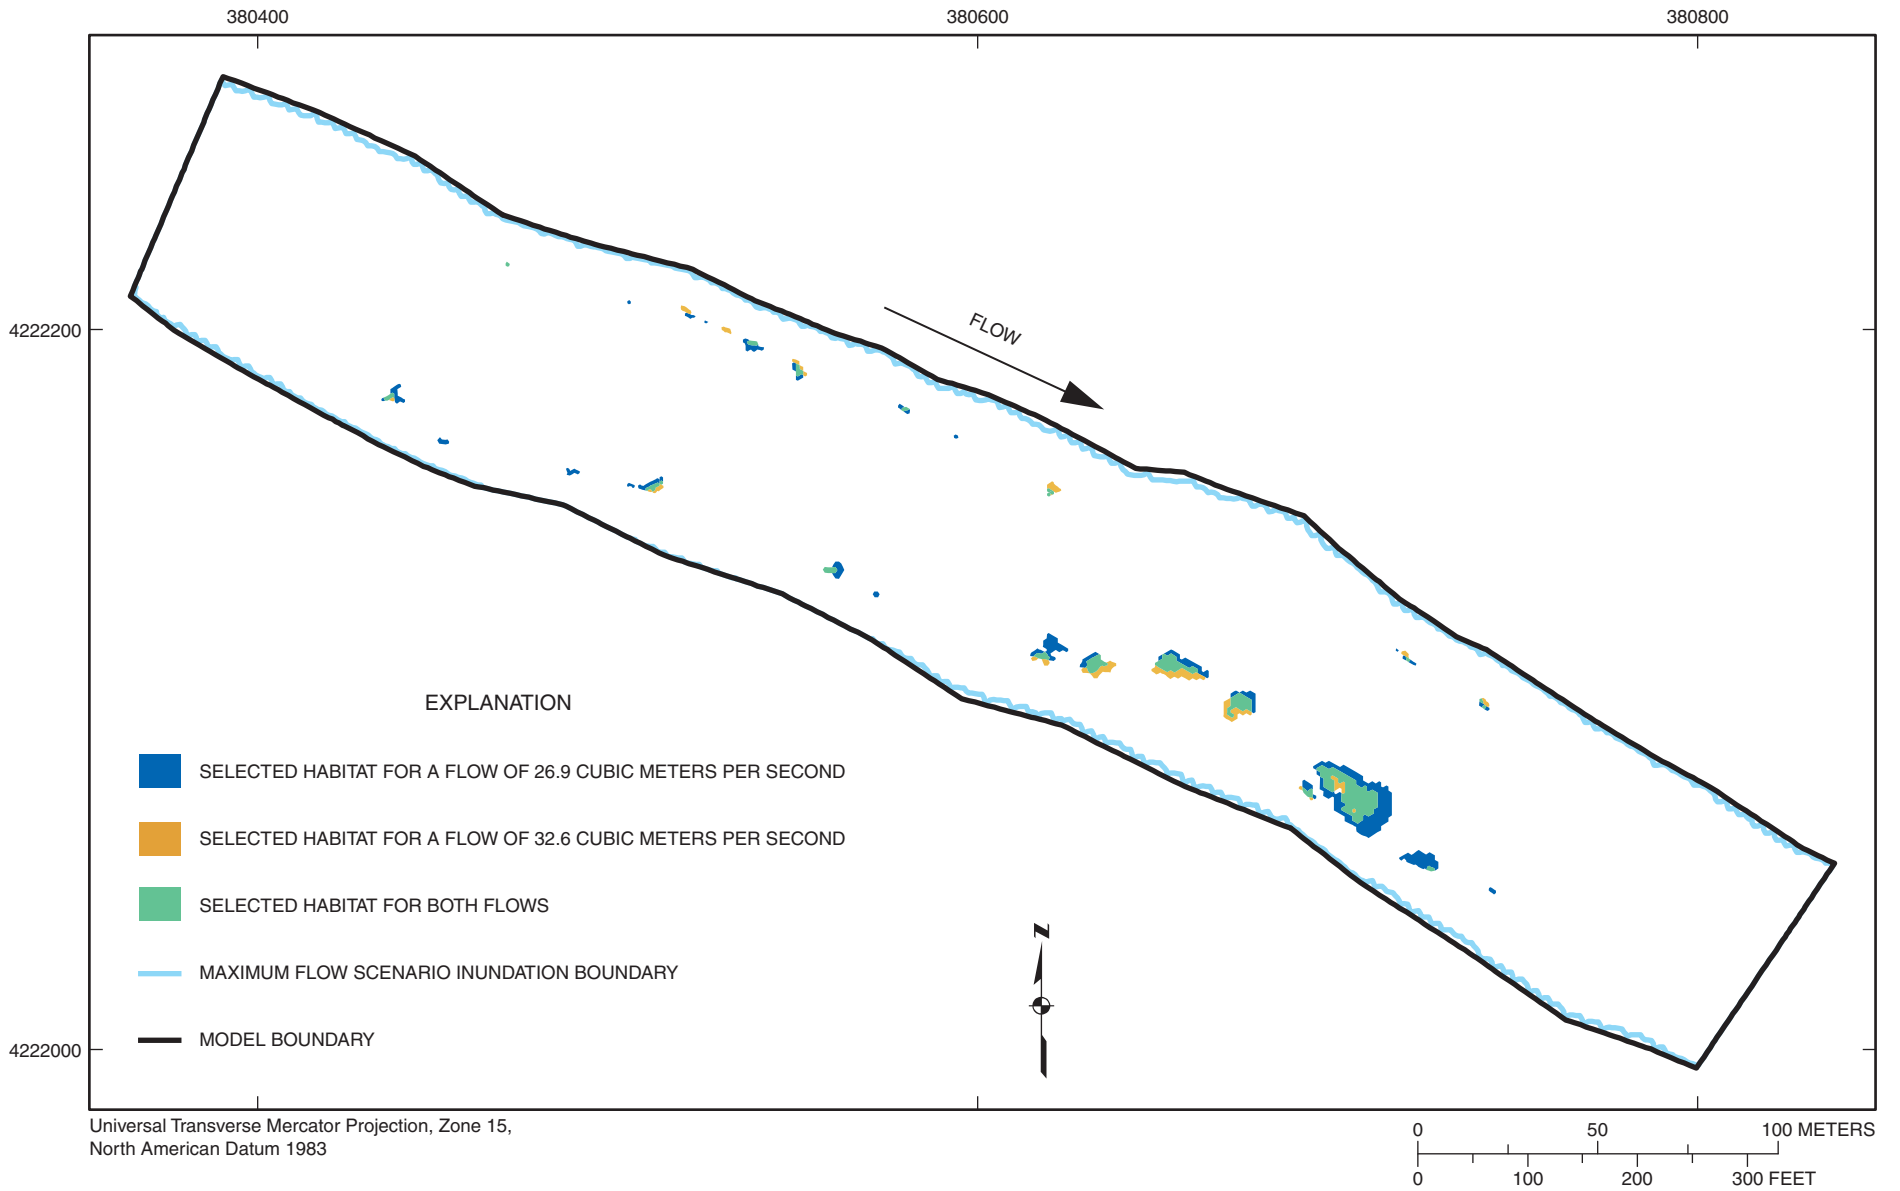 380400 380600 380800
FLOW
4222200
EXPLANATION
SELECTED HABITAT FOR A FLOW OF 26.9 CUBIC METERS PER SECOND
SELECTED HABITAT FOR A FLOW OF 32.6 CUBIC METERS PER SECOND
SELECTED HABITAT FOR BOTH FLOWS
N
MAXIMUM FLOW SCENARIO INUNDATION BOUNDARY
MODEL BOUNDARY
4222000
Universal Transverse Mercator Projection, Zone 15,
North American Datum 1983
0 50 100 METERS
0 100 200 300 FEET